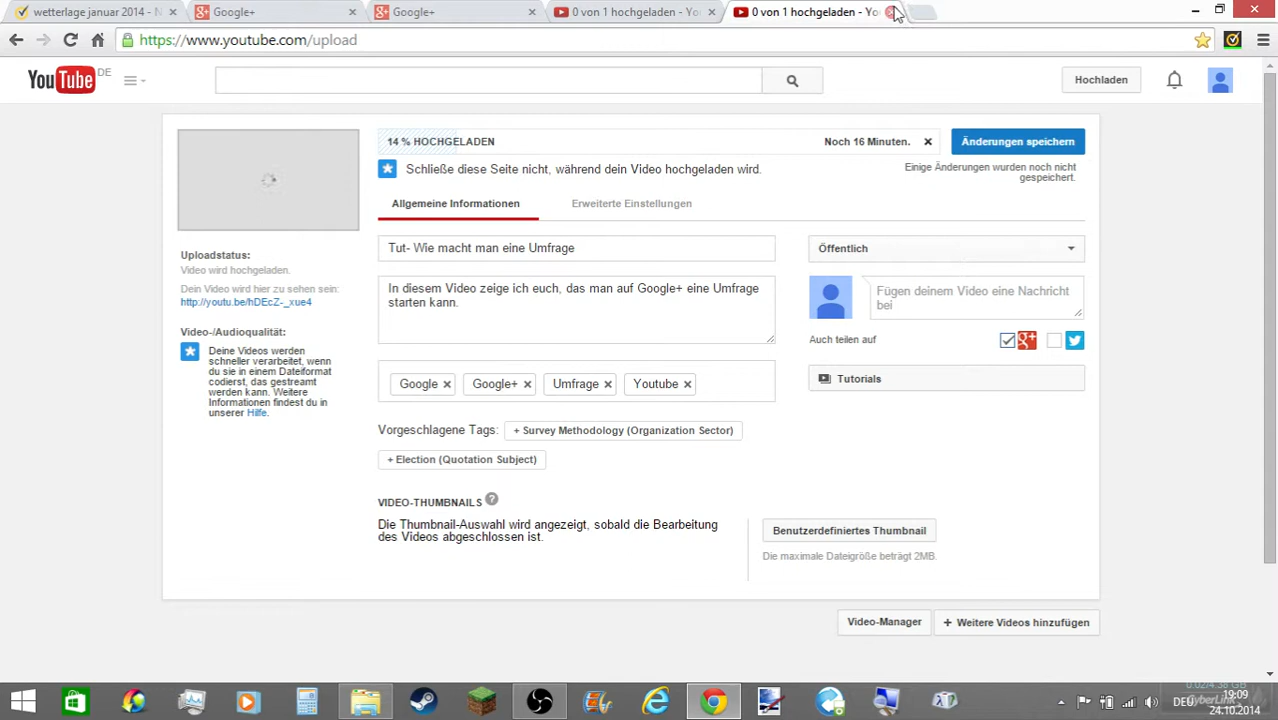 wetterlage januar 2014 - N
Google+
Google+
0 von 1 hochgeladen - Yo
0 von 1 hochgeladen - Yo
https://www.youtube.com/upload
YouTube DE
Hochladen
14 % HOCHGELADEN
Noch 16 Minuten.
Änderungen speichern
Schließe diese Seite nicht, während dein Video hochgeladen wird.
Einige Änderungen wurden noch nicht
gespeichert.
Allgemeine Informationen
Erweiterte Einstellungen
Uploadstatus:
Video wird hochgeladen.
Dein Video wird hier zu sehen sein:
http://youtu.be/hDEcZ-_xue4
Video-/Audioqualität:
Deine Videos werden
schneller verarbeitet, wenn
du sie in einem Dateiformat
codierst, das gestreamt
werden kann. Weitere
Informationen findest du in
unserer Hilfe.
Tut- Wie macht man eine Umfrage
In diesem Video zeige ich euch, das man auf Google+ eine Umfrage
starten kann.
Google
Google+
Umfrage
Youtube
Vorgeschlagene Tags:
+ Survey Methodology (Organization Sector)
+ Election (Quotation Subject)
Öffentlich
Fügen deinem Video eine Nachricht
bei
Auch teilen auf
g+
Tutorials
VIDEO-THUMBNAILS ?
Die Thumbnail-Auswahl wird angezeigt, sobald die Bearbeitung
des Videos abgeschlossen ist.
Benutzerdefiniertes Thumbnail
Die maximale Dateigröße beträgt 2MB.
Video-Manager
+ Weitere Videos hinzufügen
DEU
19:09
24.10.2014
CyberLink